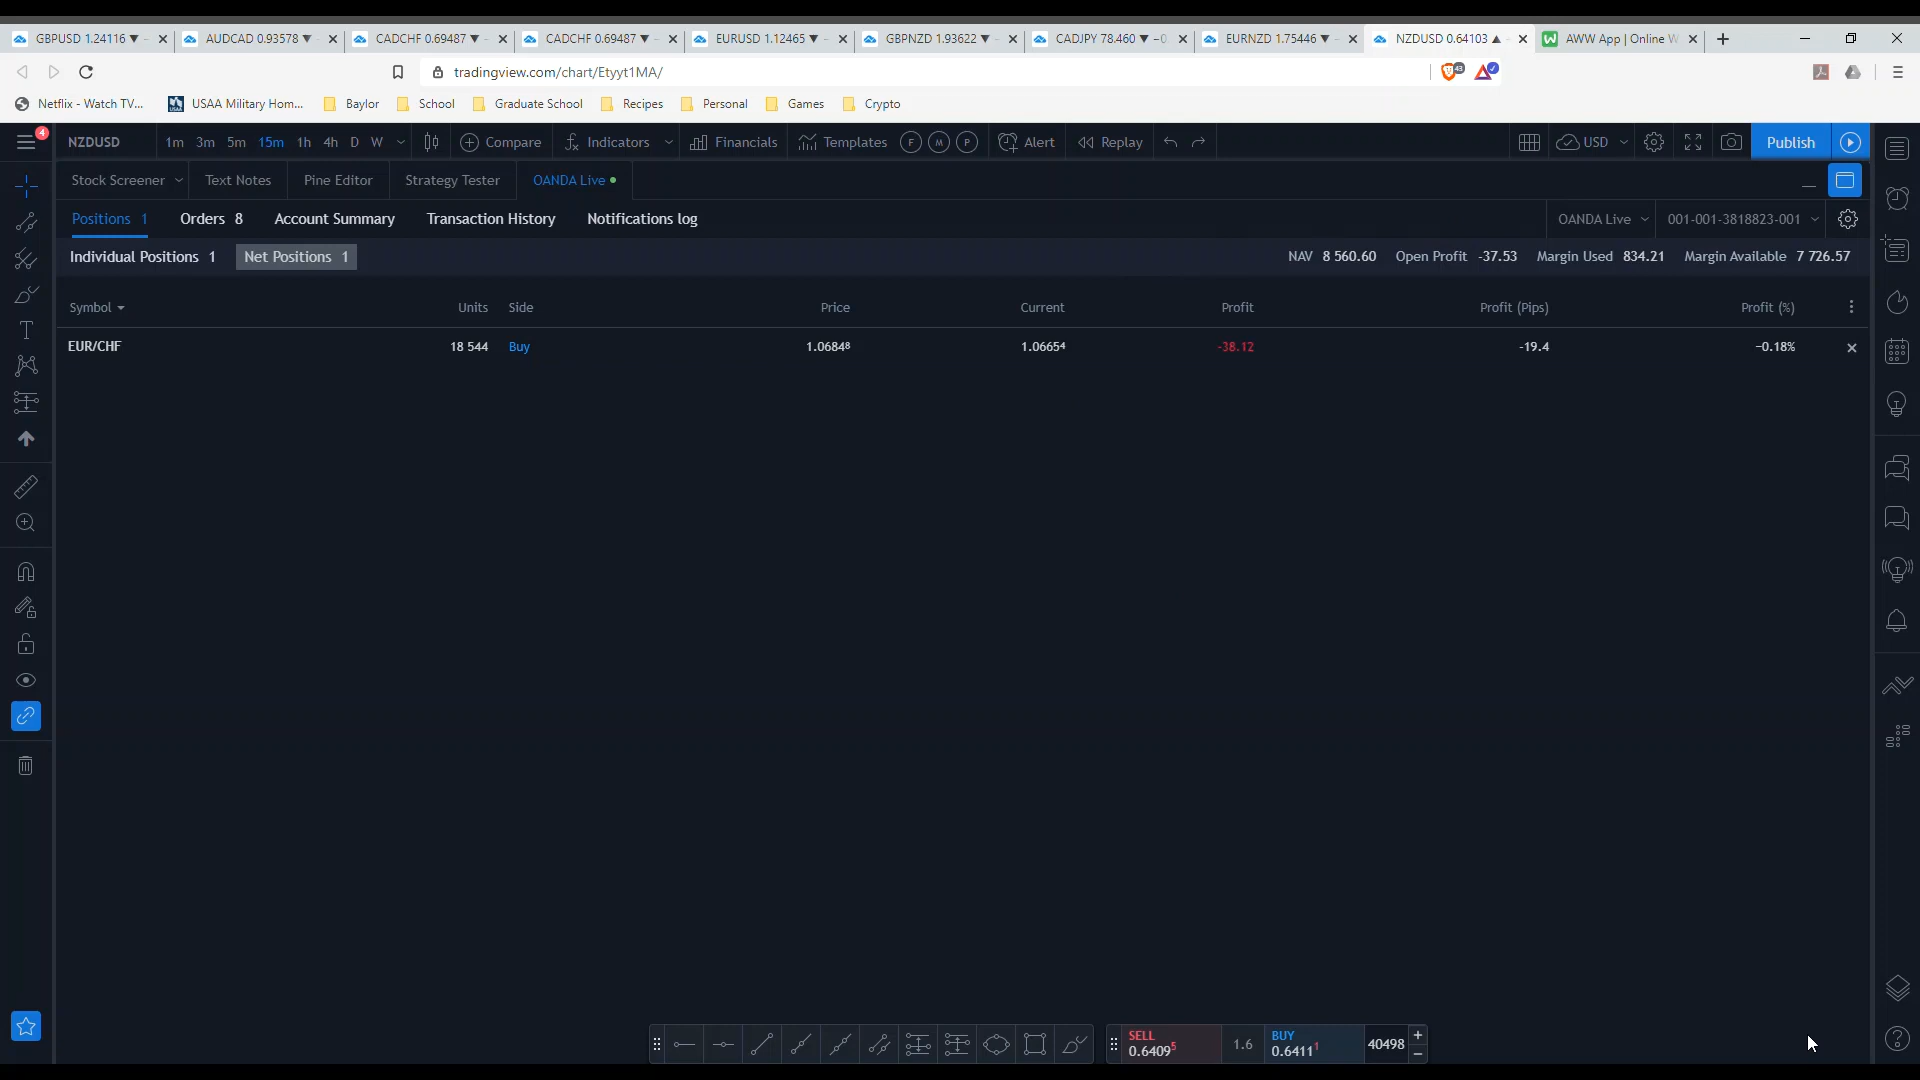 GBPUSD 1.24116 ▼ AUDCAD 0.93578 ▼ CADCHF 0.69487 ▼ CADCHF 0.69487 ▼ EURUSD 1.12465 ▼ GBPNZD 1.93622 ▼ CADJPY 78.460 ▼ −0 EURNZD 1.75446 ▼ NZDUSD 0.64103 ▲ AWW App | Online W
tradingview.com/chart/Etyyt1MA/ 43
Netflix - Watch TV... USAA Military Hom... Baylor School Graduate School Recipes Personal Games Crypto
4 NZDUSD 1m 3m 5m 15m 1h 4h D W Compare Indicators Financials Templates F M P Alert Replay USD Publish
Stock Screener Text Notes Pine Editor Strategy Tester OANDA Live
Positions 1 Orders 8 Account Summary Transaction History Notifications log OANDA Live 001-001-3818823-001
Individual Positions 1 Net Positions 1 NAV 8 560.60 Open Profit -37.53 Margin Used 834.21 Margin Available 7 726.57
Symbol Units Side Price Current Profit Profit (Pips) Profit (%)
EUR/CHF 18 544 Buy 1.0684⁸ 1.0665⁴ -38.12 -19.4 −0.18%
SELL BUY
0.6409⁵ 1.6 0.6411¹ 40498